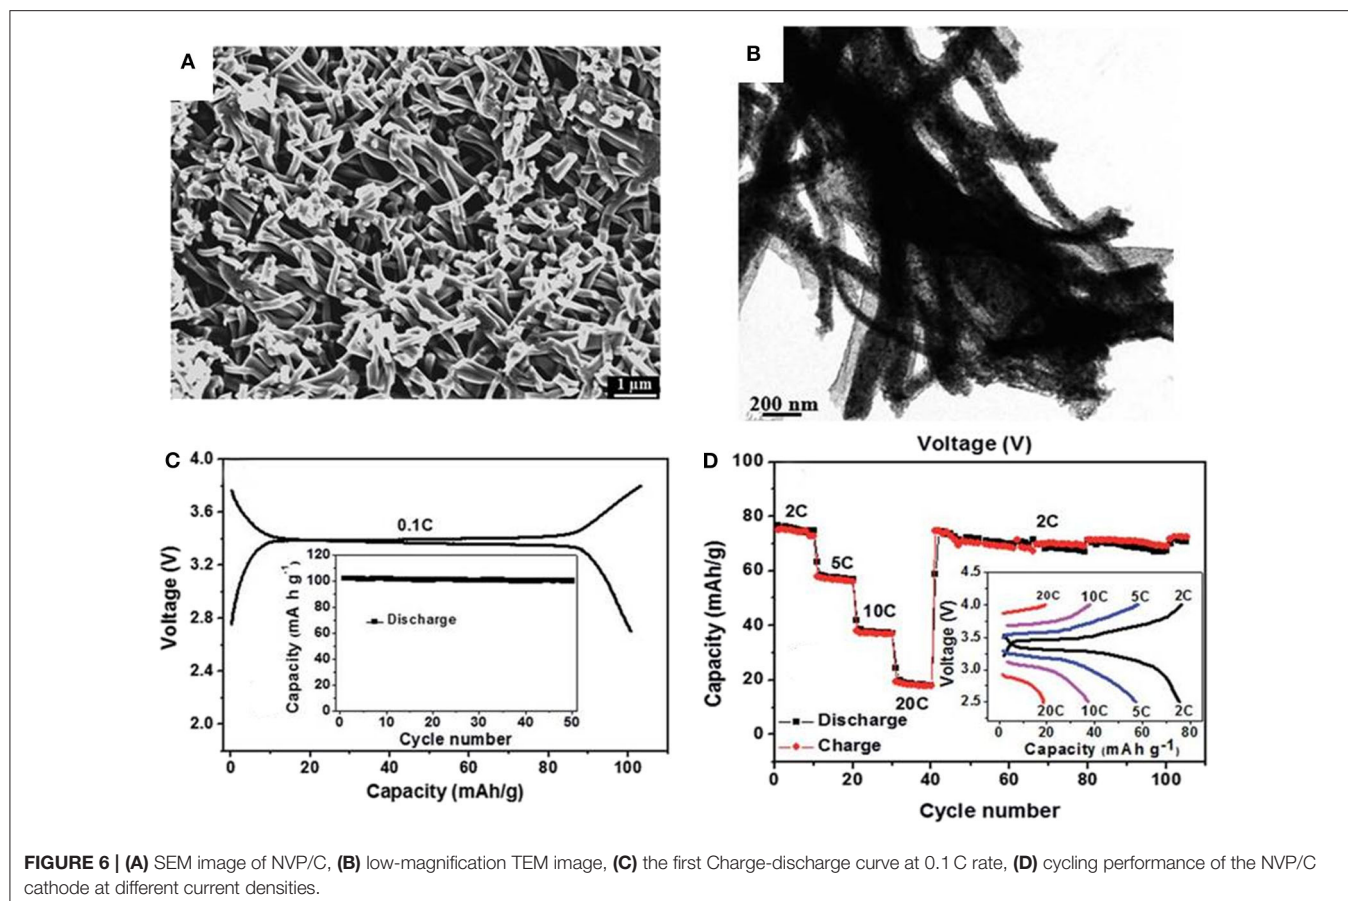 A
1 µm
B
200 nm
C
4.0
3.6
3.2
2.8
2.4
2.0
Voltage (V)
0.1C
120
100
80
60
40
20
0
Capacity (mA h g-1)
Discharge
0 10 20 30 40 50
Cycle number
0 20 40 60 80 100
Capacity (mAh/g)
Voltage (V)
D
100
80
60
40
20
0
Capacity (mAh/g)
2C
5C
10C
20C
2C
Discharge
Charge
4.5
4.0
3.5
3.0
2.5
Voltage (V)
20C 10C 5C 2C
20C 10C 5C 2C
0 20 40 60 80
Capacity (mAh g-1)
0 20 40 60 80 100
Cycle number
FIGURE 6 | (A) SEM image of NVP/C, (B) low-magnification TEM image, (C) the first Charge-discharge curve at 0.1 C rate, (D) cycling performance of the NVP/C
cathode at different current densities.